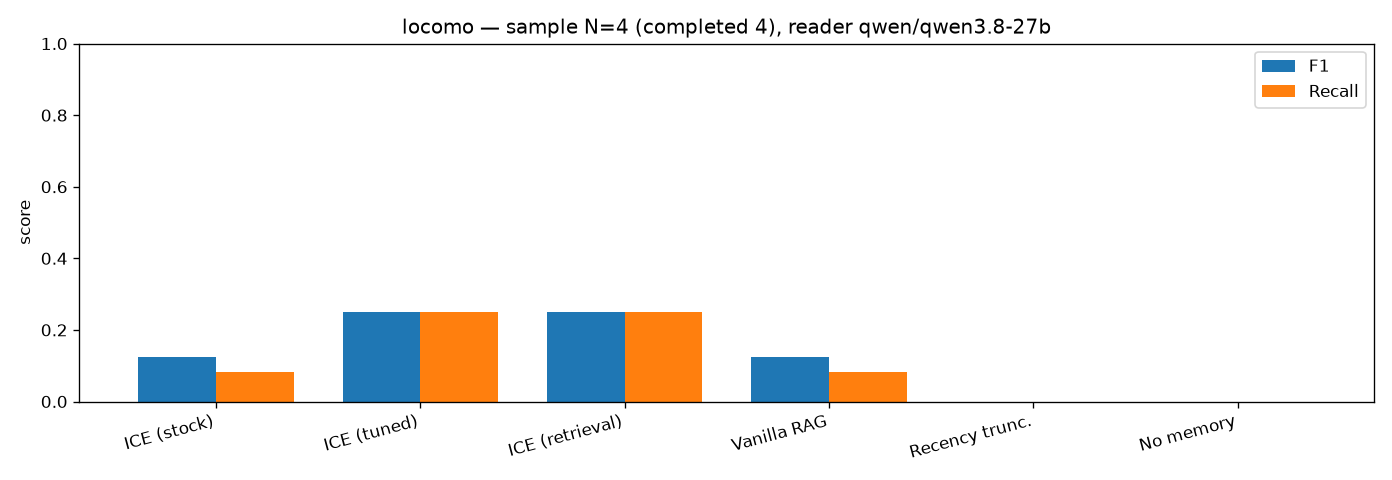 locomo — sample N=4 (completed 4), reader qwen/qwen3.8-27b
F1
Recall
score
1.0
0.8
0.6
0.4
0.2
0.0
ICE (stock)
ICE (tuned)
ICE (retrieval)
Vanilla RAG
Recency trunc.
No memory